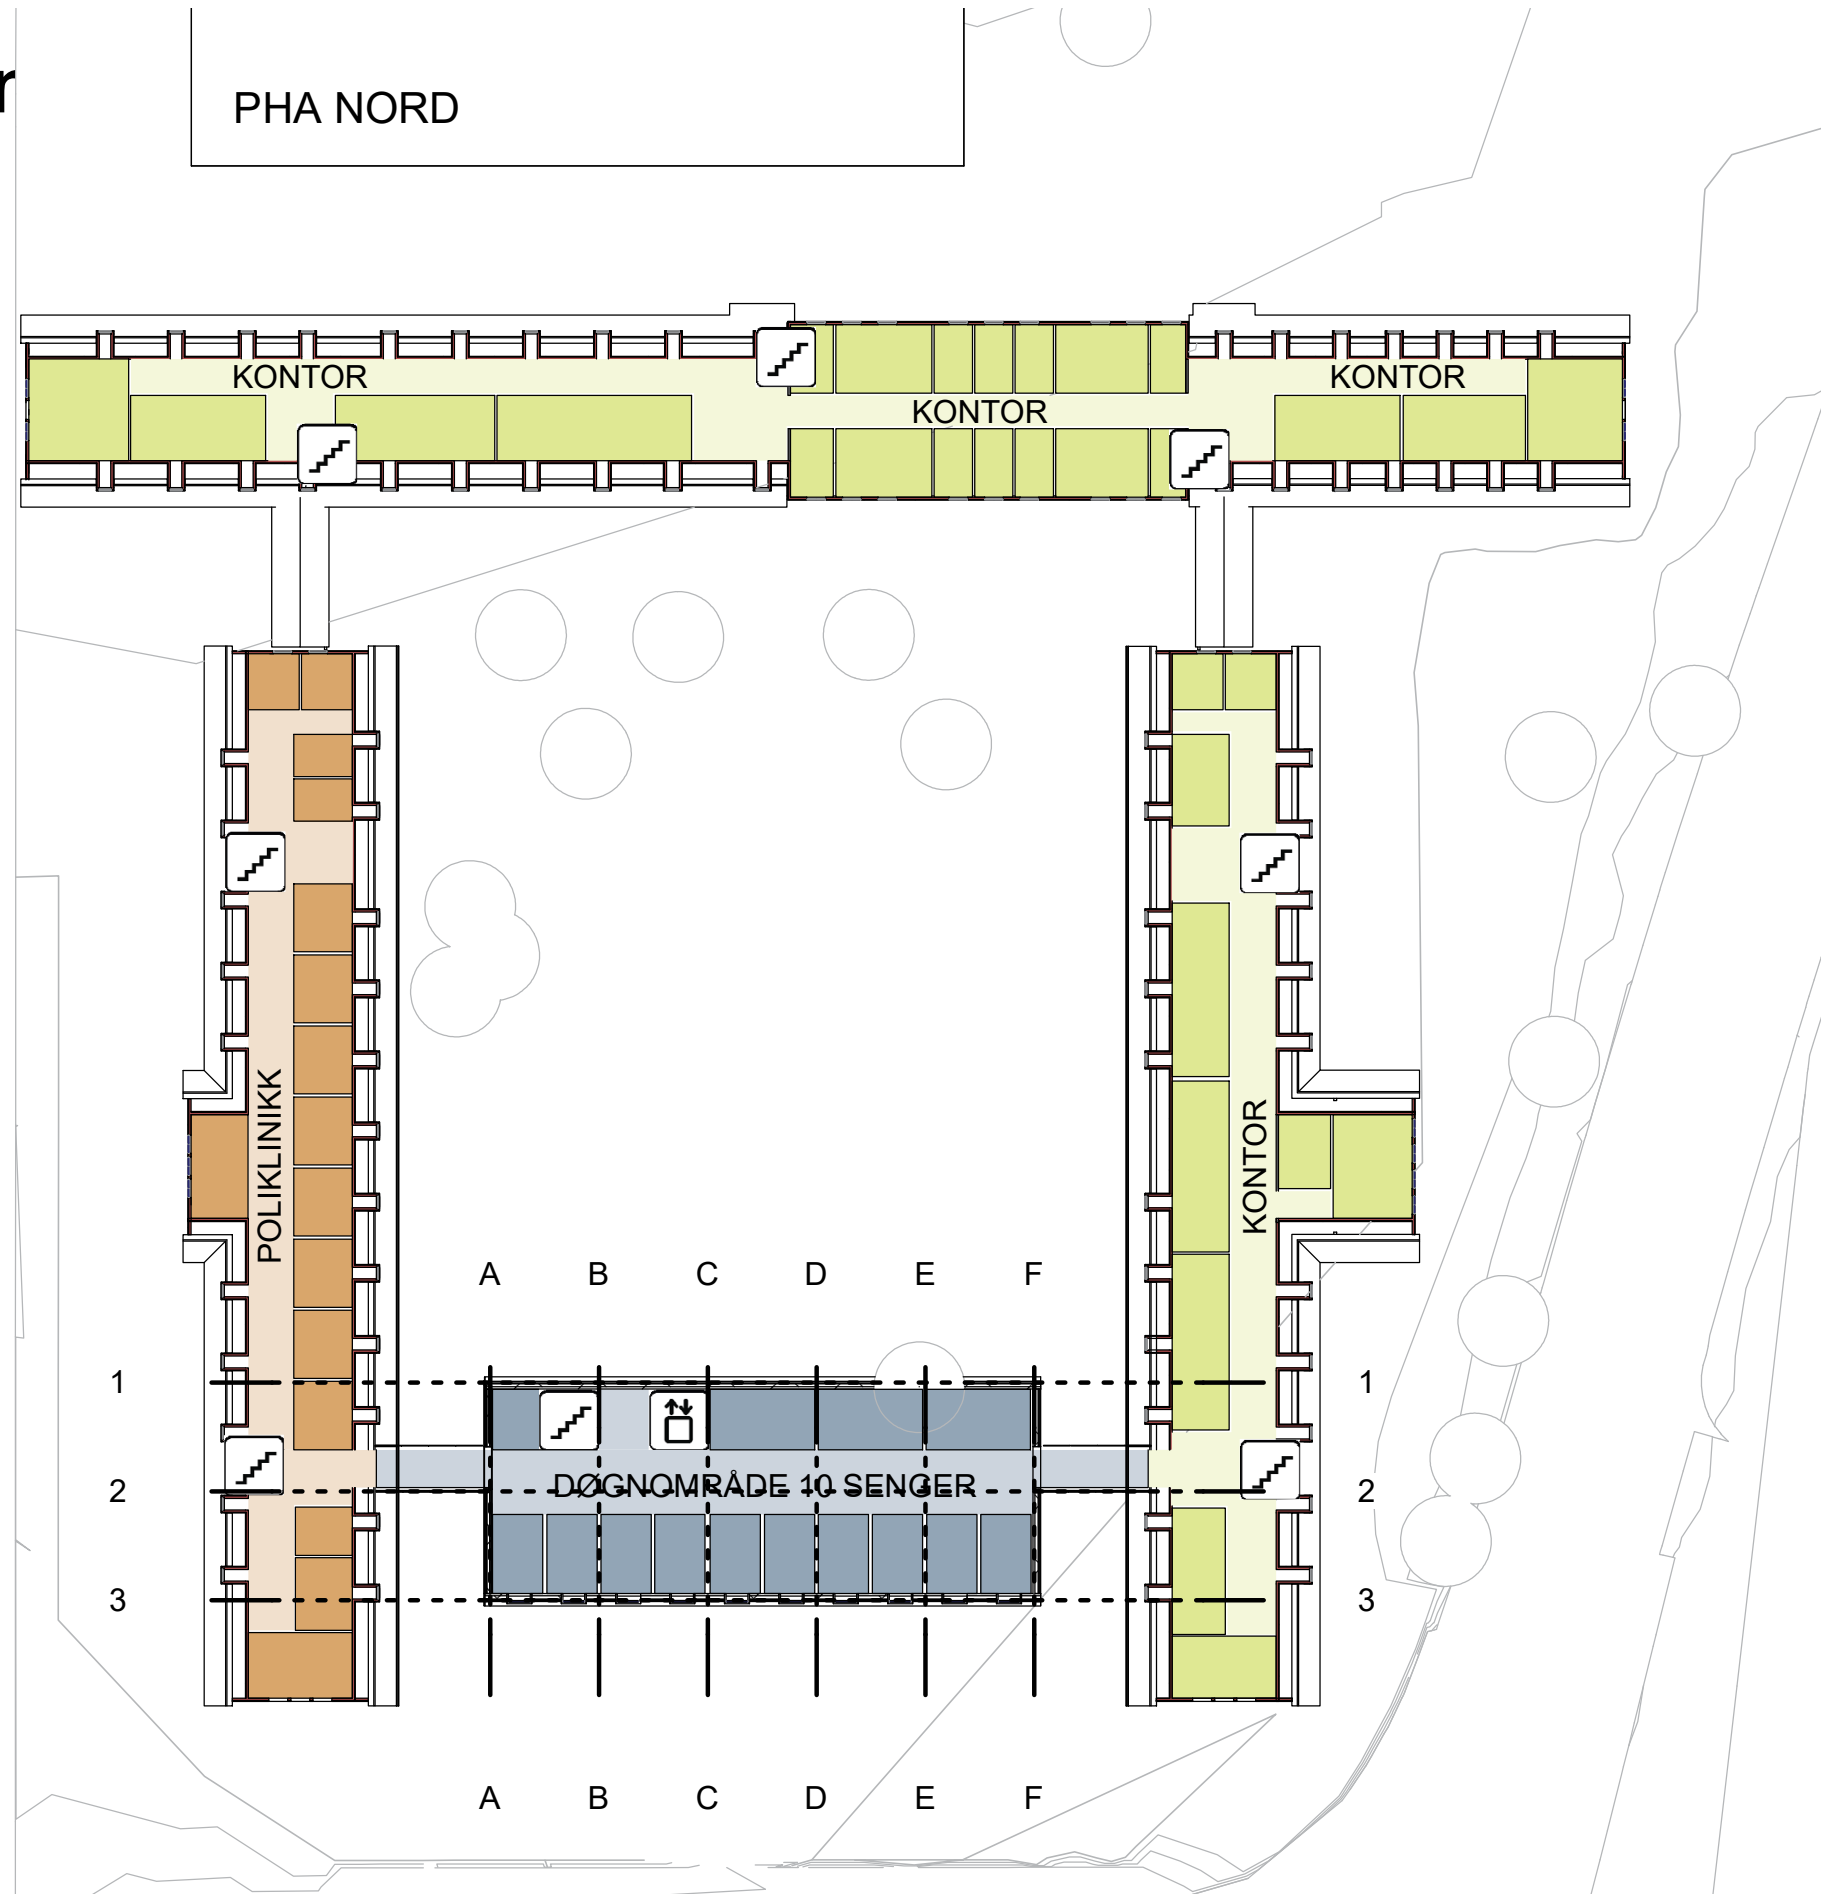 r
PHA NORD
KONTOR
KONTOR
KONTOR
POLIKLINIKK
KONTOR
A B C D E F
1 1
DØGNOMRÅDE 10 SENGER
2 2
3 3
A B C D E F